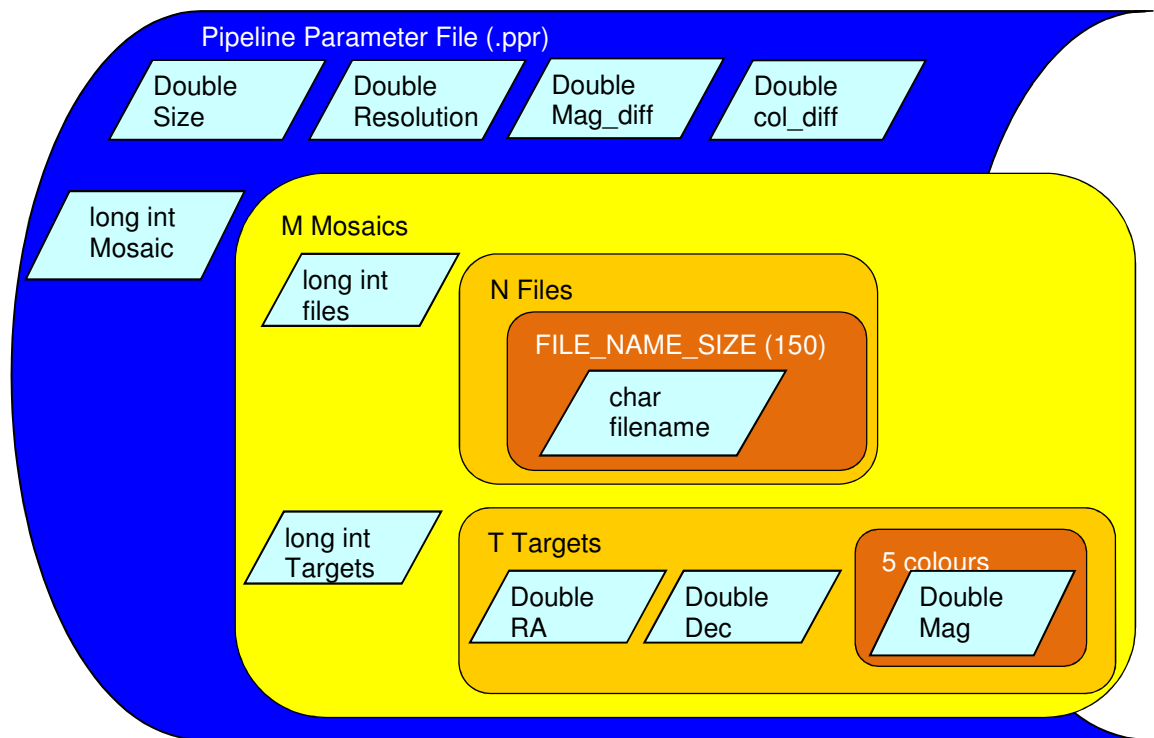 Pipeline Parameter File (.ppr)
Double
Size
Double
Resolution
Double
Mag_diff
Double
col_diff
long int
Mosaic
M Mosaics
long int
files
N Files
FILE_NAME_SIZE (150)
char
filename
long int
Targets
T Targets
Double
RA
Double
Dec
5 colours
Double
Mag